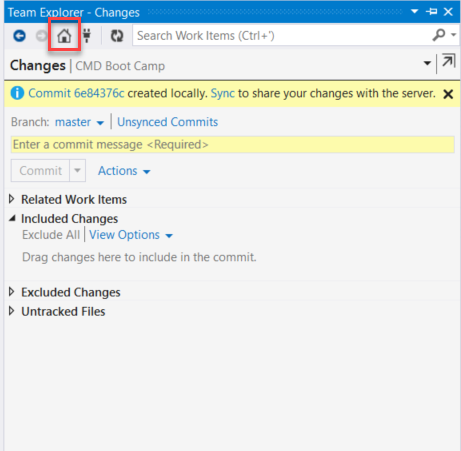 Team Explorer - Changes
Search Work Items (Ctrl+')
Changes | CMD Boot Camp
Commit 6e84376c created locally. Sync to share your changes with the server.
Branch: master | Unsynced Commits
Enter a commit message <Required>
Commit Actions
Related Work Items
Included Changes
Exclude All | View Options
Drag changes here to include in the commit.
Excluded Changes
Untracked Files